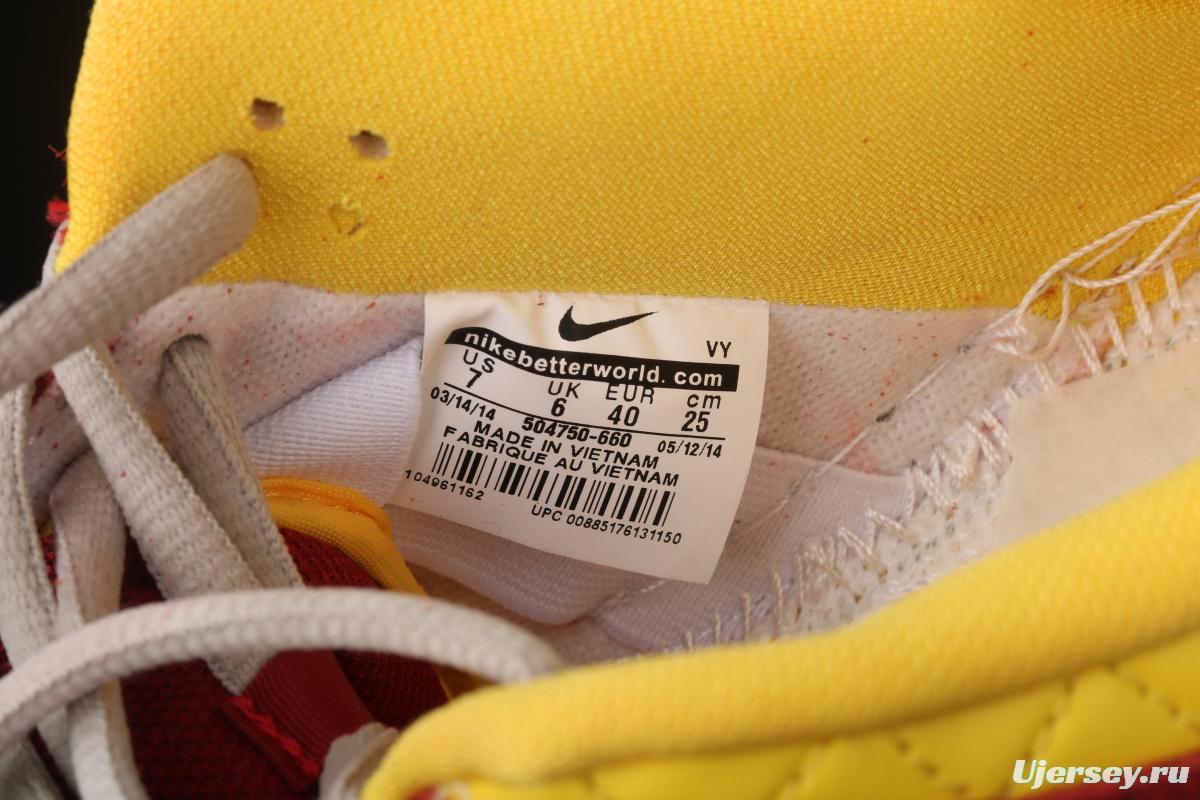 VY
nikebetterworld.com
US UK EUR cm
7 6 40 25
03/14/14 504750-660 05/12/14
MADE IN VIETNAM
FABRIQUE AU VIETNAM
104961162
UPC 00885176131150
Ujersey.ru